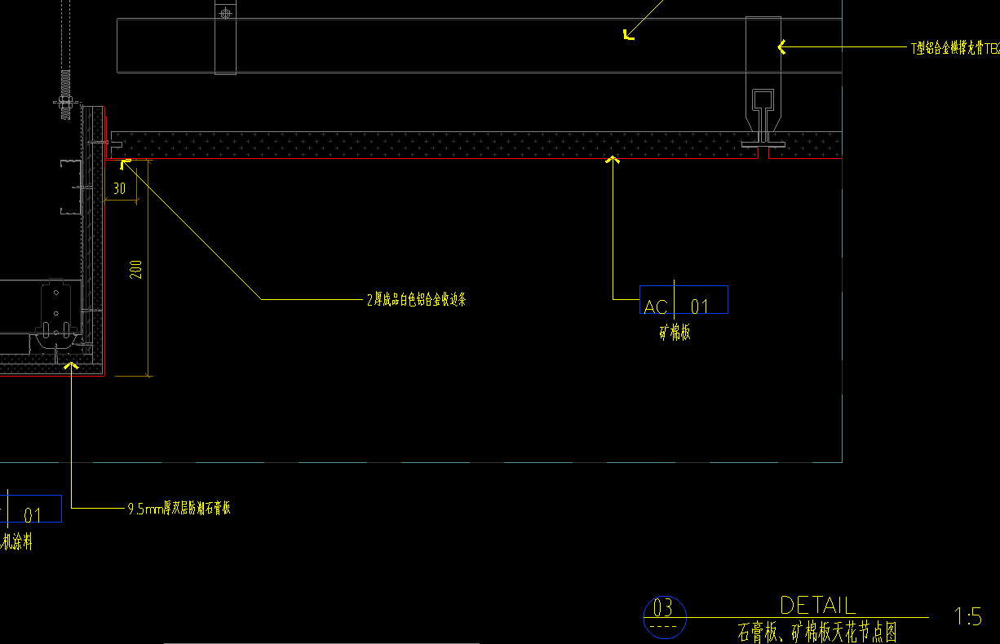 T型铝合金横撑龙骨TB2
30
200
2厚成品白色铝合金收边条
AC 01
矿棉板
9.5mm厚双层防潮石膏板
01
机涂料
03
DETAIL
1:5
石膏板、矿棉板天花节点图